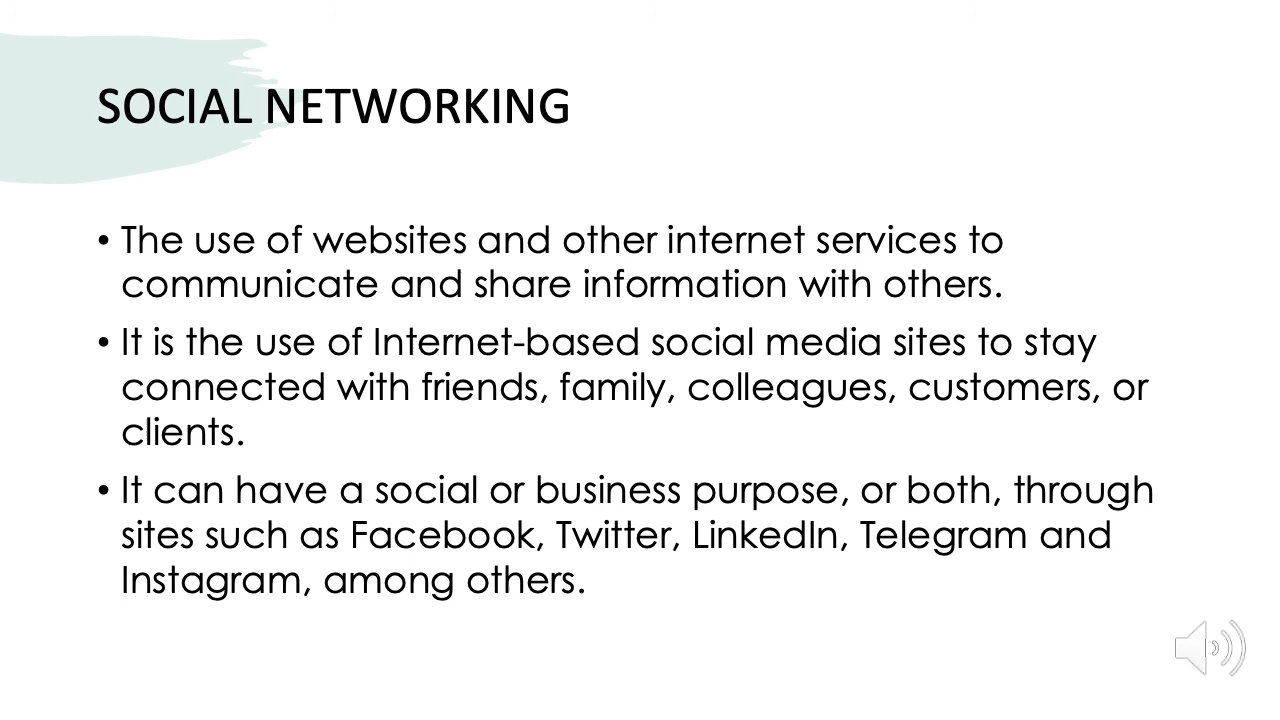 SOCIAL NETWORKING
• The use of websites and other internet services to
communicate and share information with others.
• It is the use of Internet-based social media sites to stay
connected with friends, family, colleagues, customers, or
clients.
• It can have a social or business purpose, or both, through
sites such as Facebook, Twitter, LinkedIn, Telegram and
Instagram, among others.